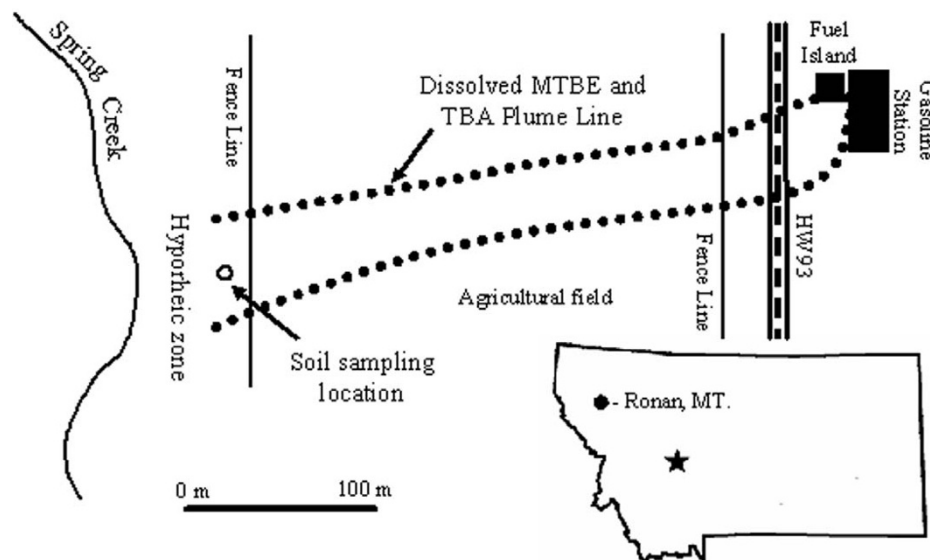 Spring
Creek
Fence Line
Dissolved MTBE and
TBA Plume Line
Fuel
Island
Gasoline
Station
Hyporheic zone
Soil sampling
location
Agricultural field
Fence Line
HW93
0 m
100 m
- Ronan, MT.